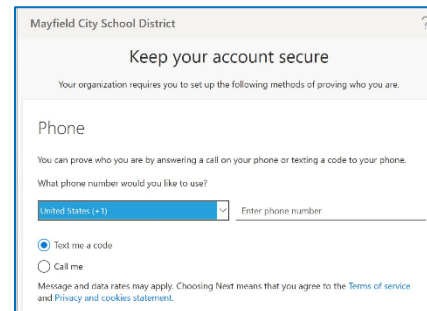 Mayfield City School District ?
Keep your account secure
Your organization requires you to set up the following methods of proving who you are.
Phone
You can prove who you are by answering a call on your phone or texting a code to your phone.
What phone number would you like to use?
United States (+1) Enter phone number
Text me a code
Call me
Message and data rates may apply. Choosing Next means that you agree to the Terms of service
and Privacy and cookies statement.